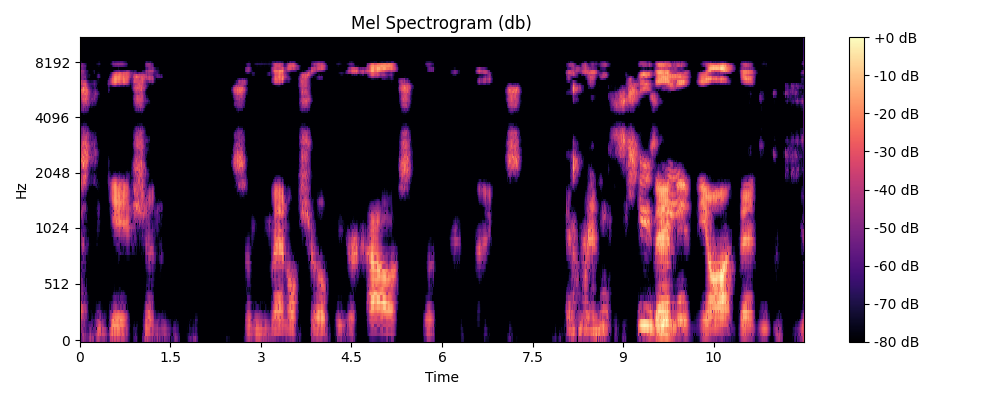 Mel Spectrogram (db)
Hz
8192
4096
2048
1024
512
0
0 1.5 3 4.5 6 7.5 9 10
Time
+0 dB
-10 dB
-20 dB
-30 dB
-40 dB
-50 dB
-60 dB
-70 dB
-80 dB